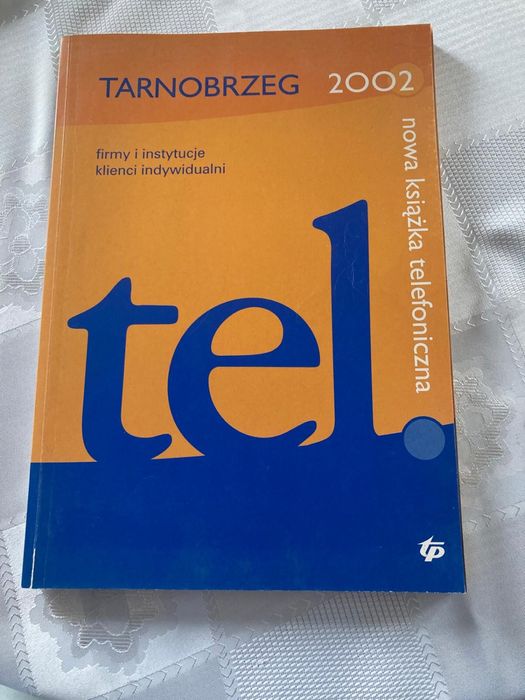 TARNOBRZEG 2002
firmy i instytucje
klienci indywidualni
nowa książka telefoniczna
tel.
tp